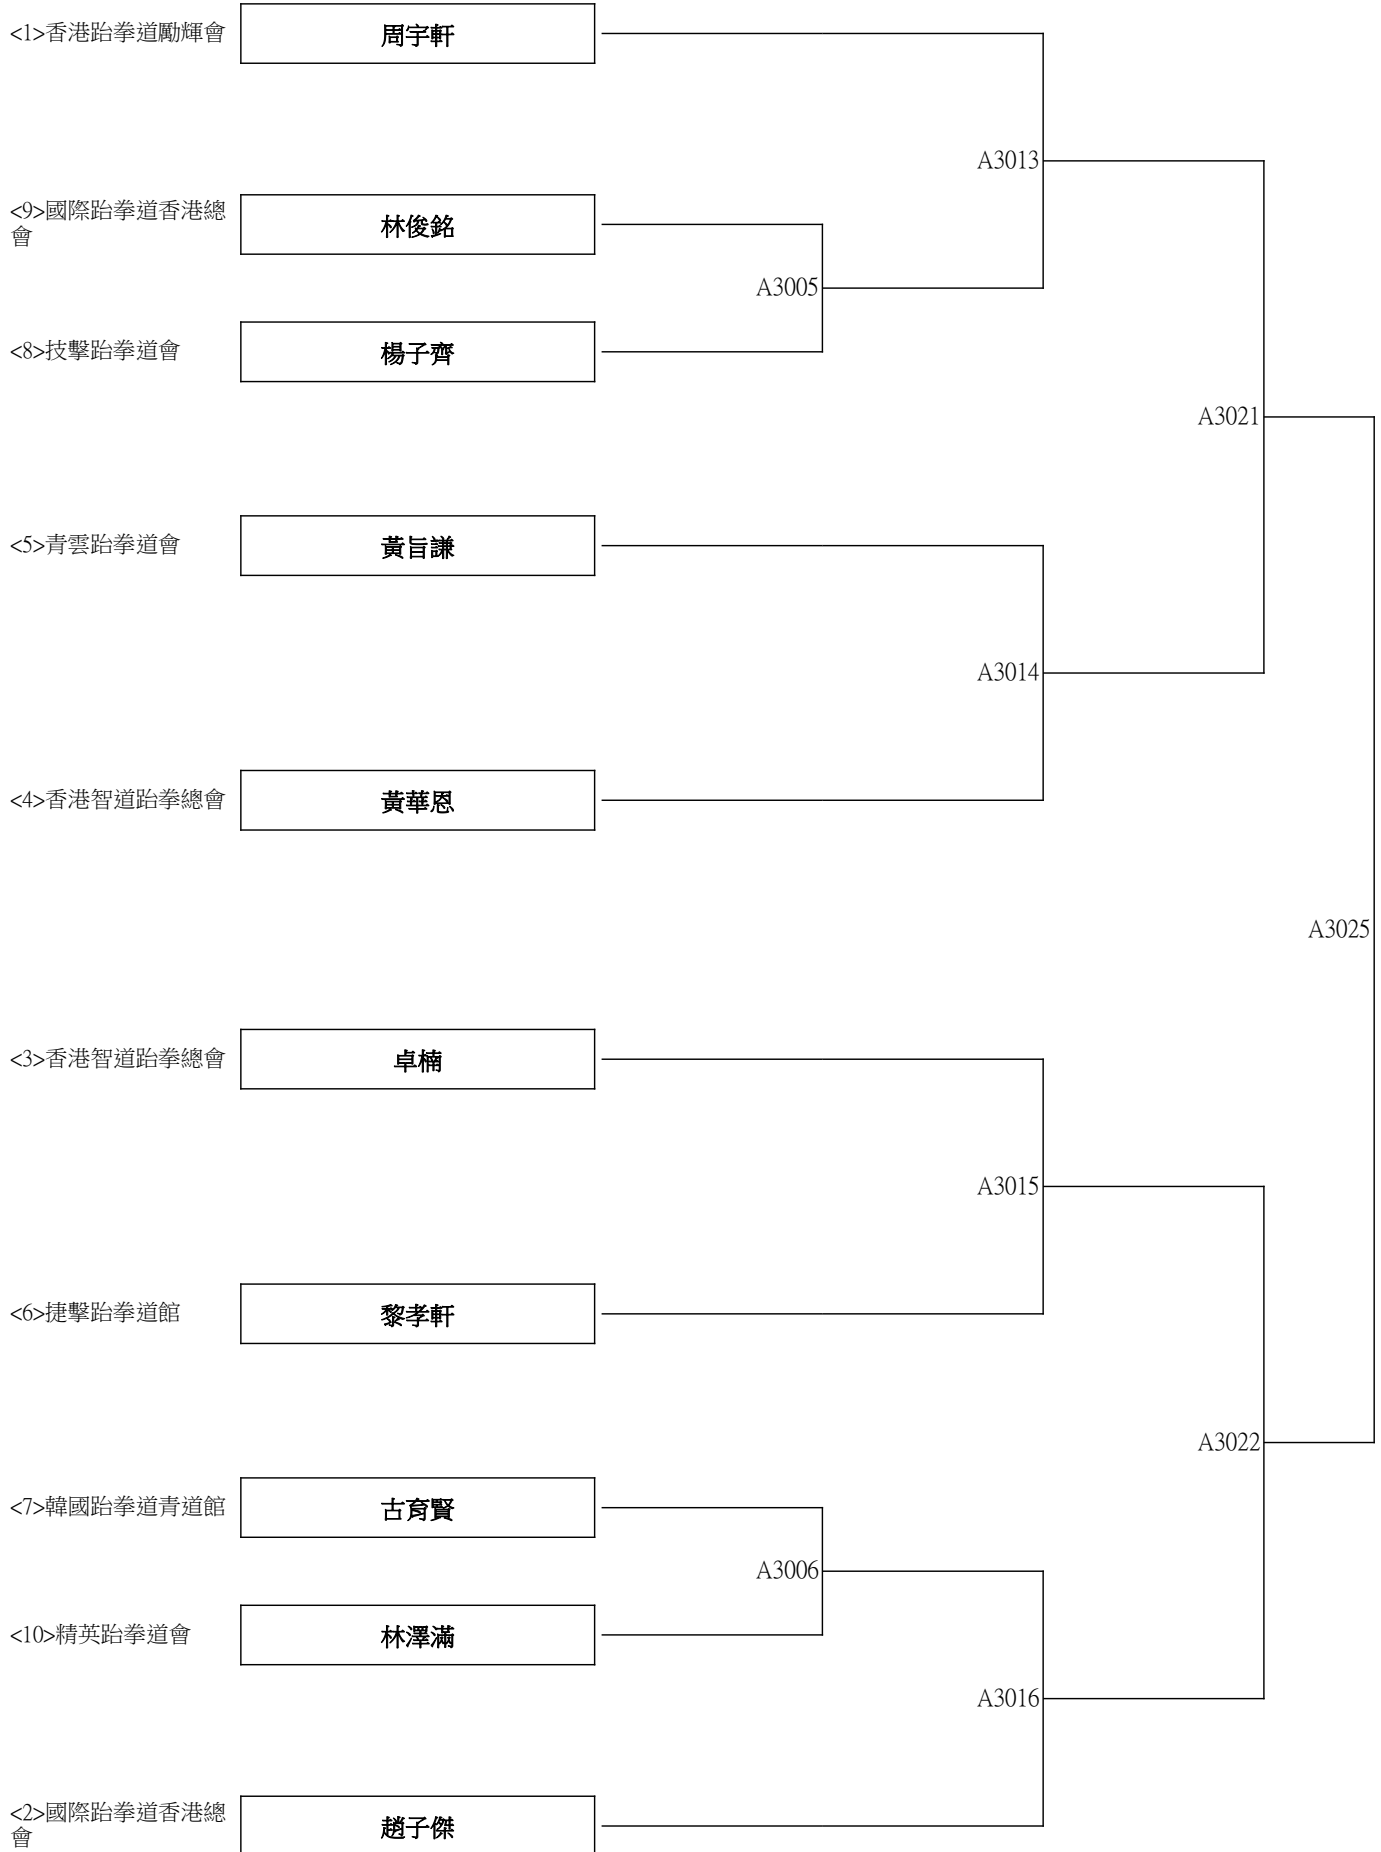 <1>香港跆拳道勵輝會
周宇軒
A3013
<9>國際跆拳道香港總
會
林俊銘
A3005
<8>技擊跆拳道會
楊子齊
A3021
<5>青雲跆拳道會
黃旨謙
A3014
<4>香港智道跆拳總會
黃華恩
A3025
<3>香港智道跆拳總會
卓楠
A3015
<6>捷擊跆拳道館
黎孝軒
A3022
<7>韓國跆拳道青道館
古育賢
A3006
<10>精英跆拳道會
林澤滿
A3016
<2>國際跆拳道香港總
會
趙子傑